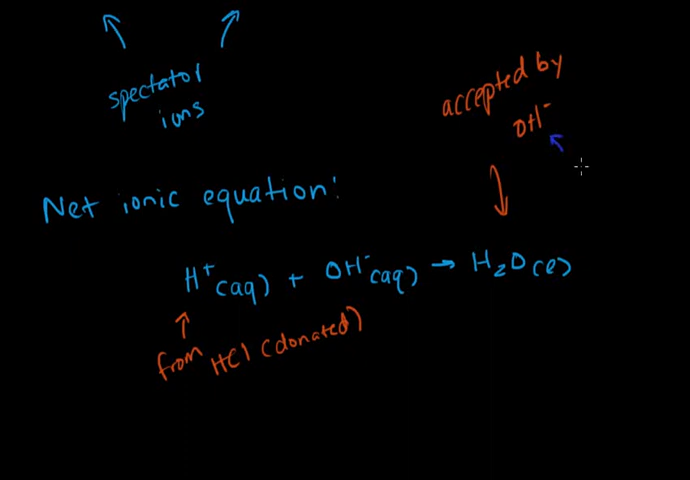 spectator
ions
accepted by
OH⁻
Net ionic equation:
H⁺(aq) + OH⁻(aq) → H₂O(l)
from HCl (donated)